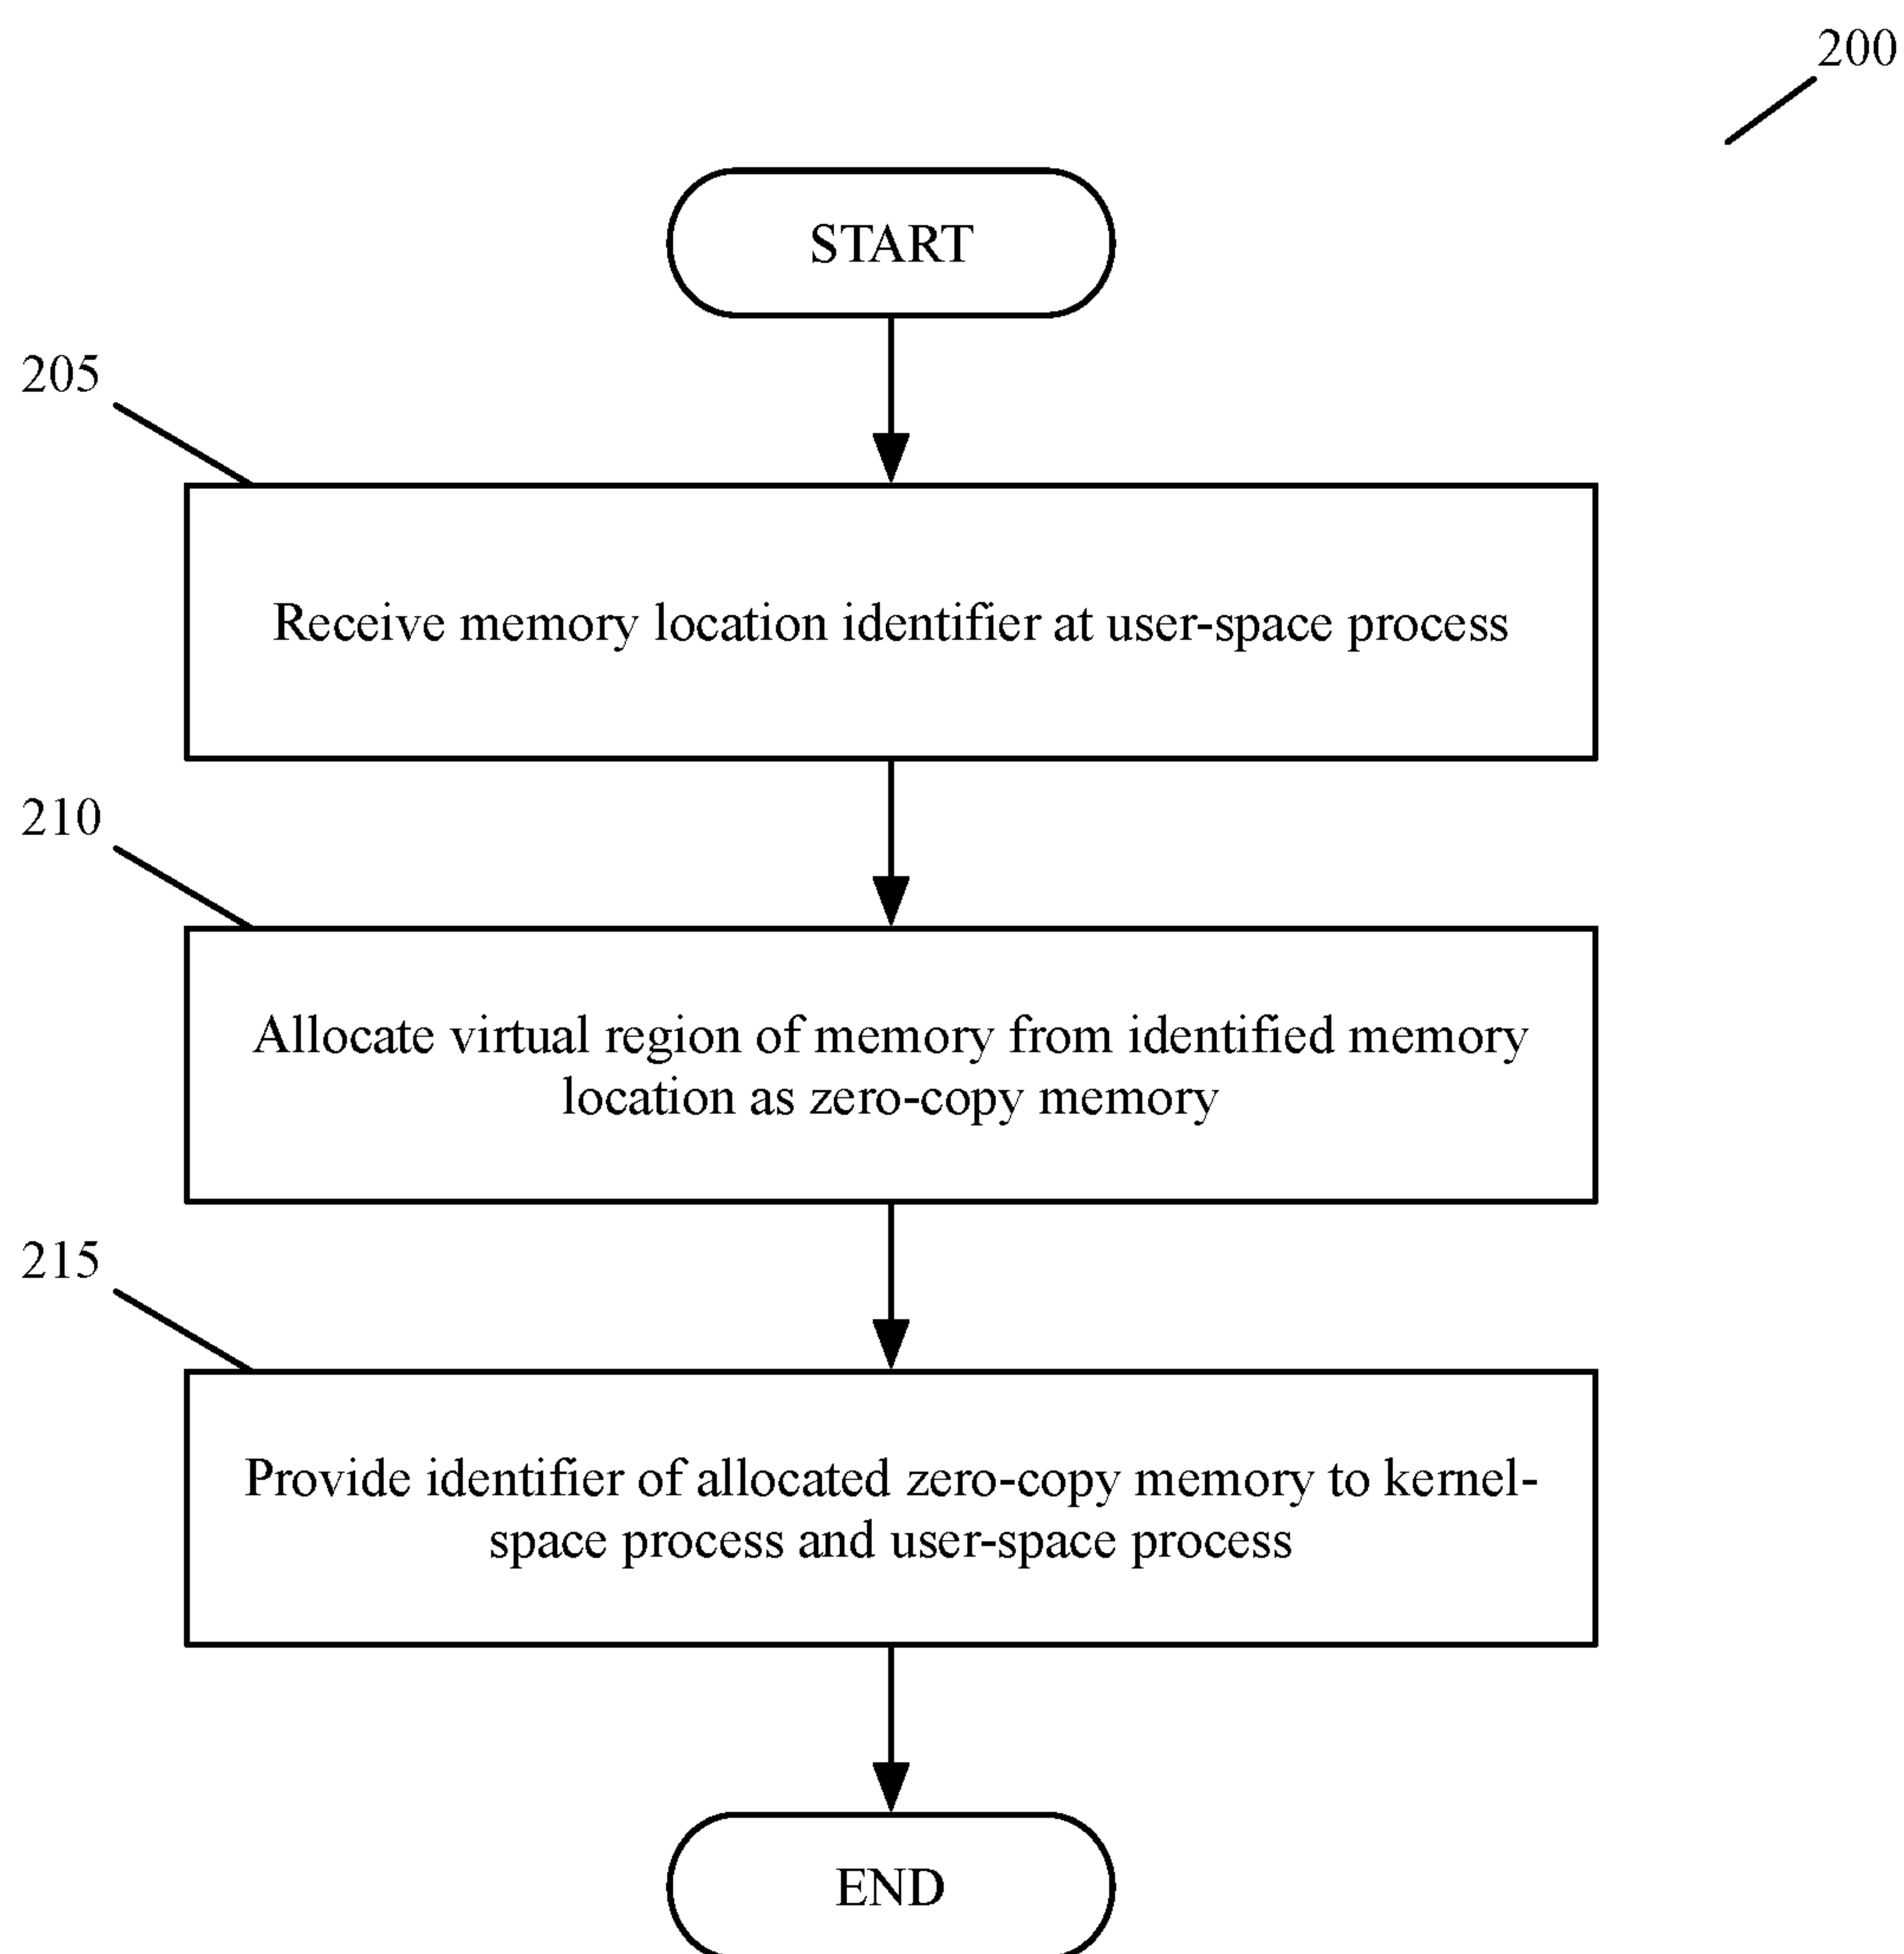 200
START
205
Receive memory location identifier at user-space process
210
Allocate virtual region of memory from identified memory
location as zero-copy memory
215
Provide identifier of allocated zero-copy memory to kernel-
space process and user-space process
END